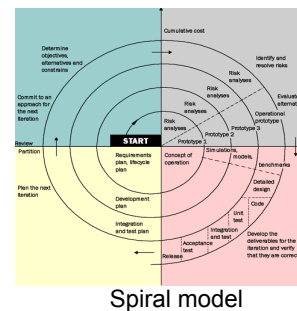 Determine
objectives,
alternatives and
constrains
Cumulative cost
Identify and
resolve risks
Risk
analyses
Risk
analyses
Risk
analyses
Risk
analyses
Evaluate
alternat
Commit to an
approach for the
next
iteration
Operational
prototype
Prototype 3
Prototype 2
Prototype 1
START
Review
Partition
Requirements
plan, lifecycle
plan
Concept of
operation
Simulations,
models,
benchmarks
Plan the next
iteration
Development
plan
Detailed
design
Code
Unit
test
Integration
and test
plan
Integration
and test
Acceptance
test
Release
Develop the
deliverables for the
iteration and verify
that they are correct
Spiral model